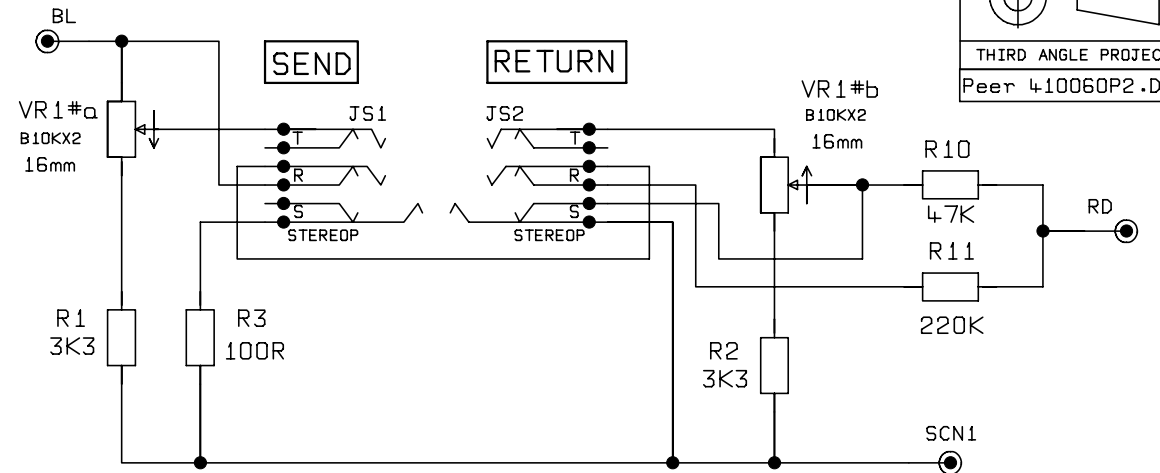 BL
SEND
RETURN
THIRD ANGLE PROJEC
Peer 410060P2.D
VR1#a
B10KX2
16mm
JS1
JS2
VR1#b
B10KX2
16mm
T
R
S
STEREOP
T
R
S
STEREOP
R10
47K
RD
R11
220K
R1
3K3
R3
100R
R2
3K3
SCN1